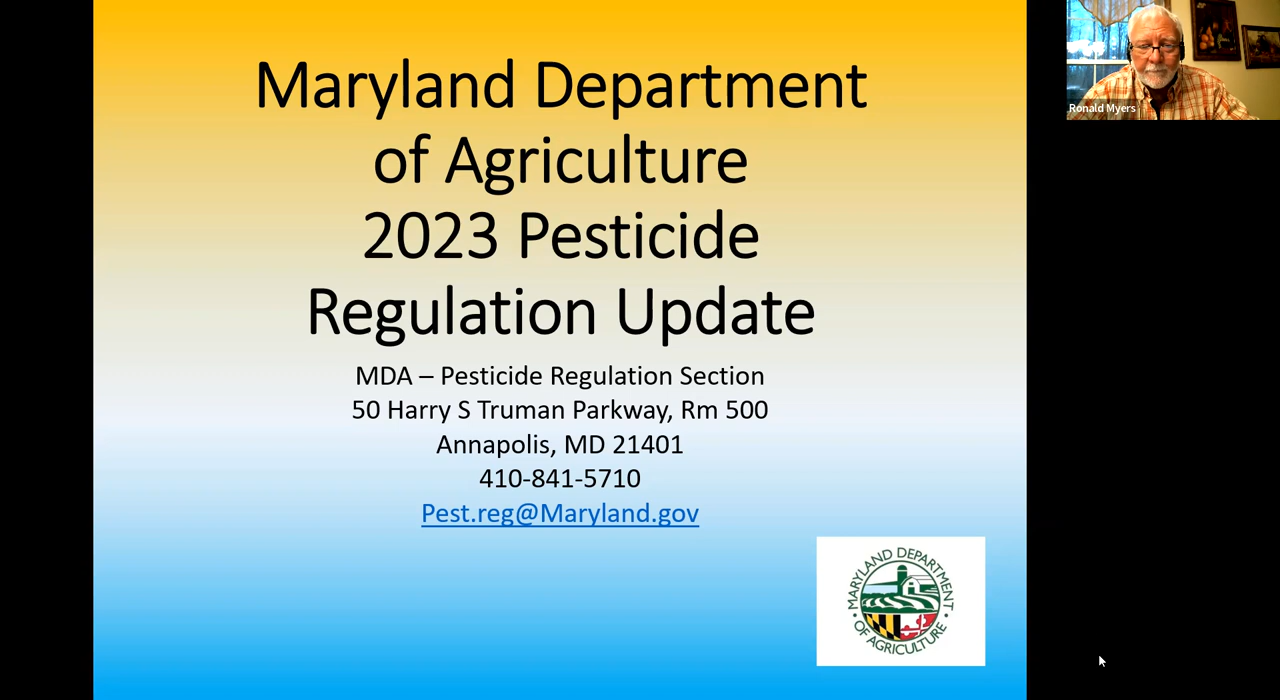 Maryland Department
of Agriculture
2023 Pesticide
Regulation Update
MDA – Pesticide Regulation Section
50 Harry S Truman Parkway, Rm 500
Annapolis, MD 21401
410-841-5710
Pest.reg@Maryland.gov
MARYLAND DEPARTMENT
• OF AGRICULTURE •
Ronald Myers